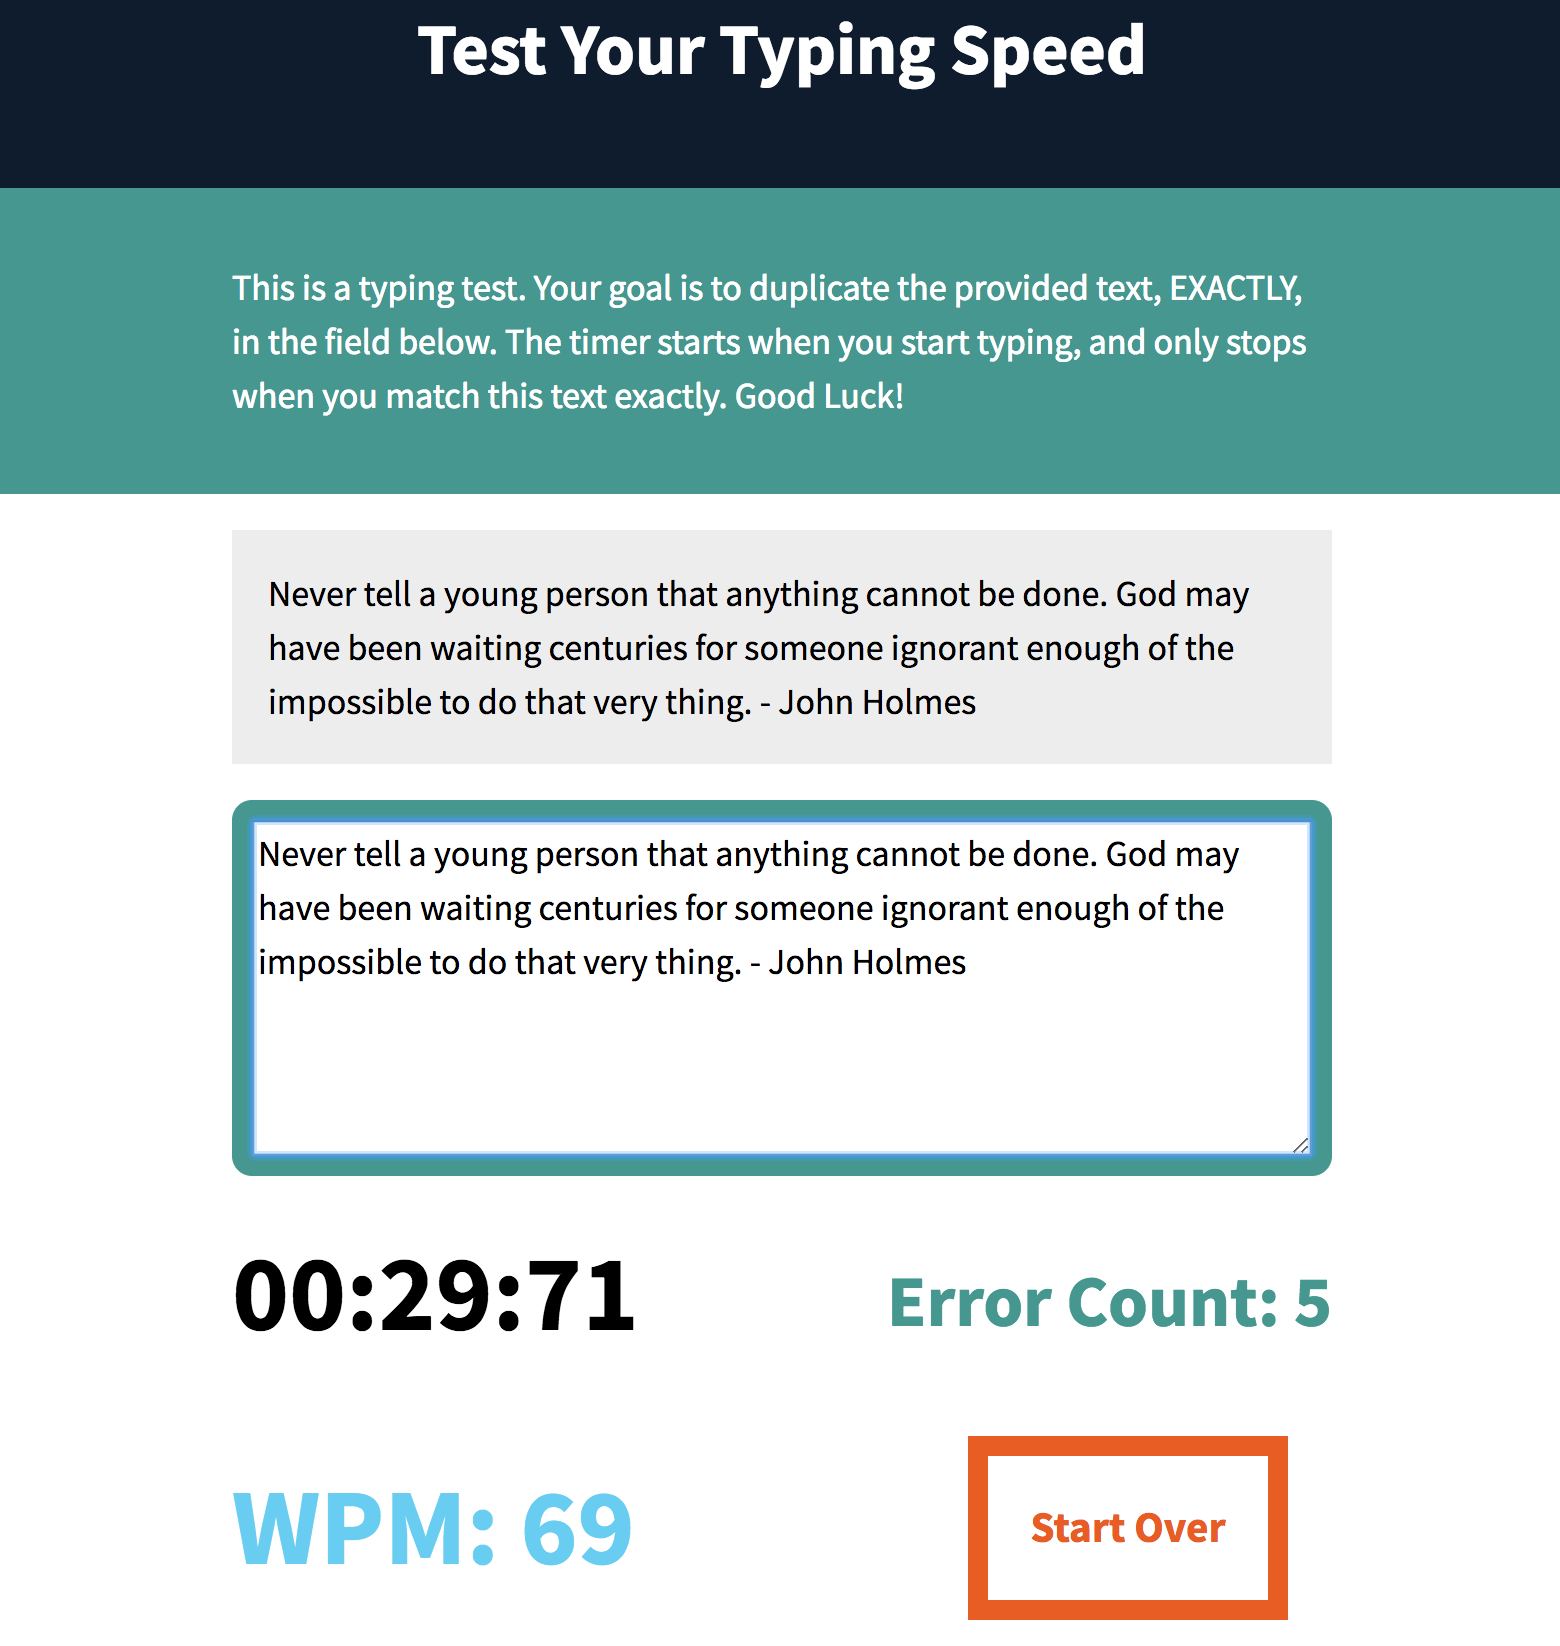 Test Your Typing Speed
This is a typing test. Your goal is to duplicate the provided text, EXACTLY,
in the field below. The timer starts when you start typing, and only stops
when you match this text exactly. Good Luck!
Never tell a young person that anything cannot be done. God may
have been waiting centuries for someone ignorant enough of the
impossible to do that very thing. - John Holmes
Never tell a young person that anything cannot be done. God may
have been waiting centuries for someone ignorant enough of the
impossible to do that very thing. - John Holmes
00:29:71
Error Count: 5
WPM: 69
Start Over